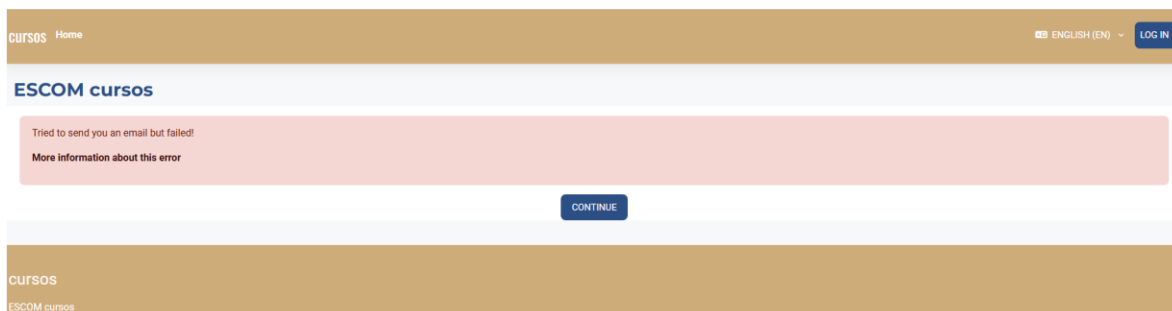 cursos Home ENGLISH (EN) LOG IN
ESCOM cursos
Tried to send you an email but failed!
More information about this error
CONTINUE
cursos
ESCOM cursos